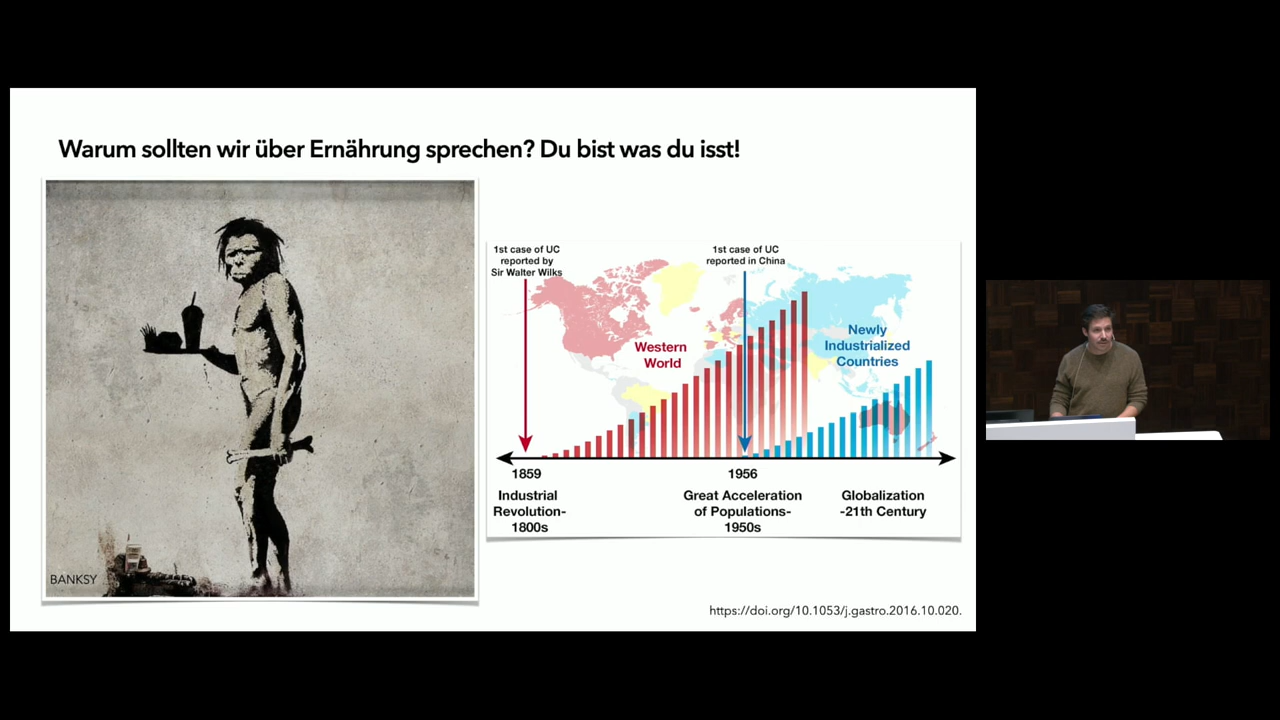 Warum sollten wir über Ernährung sprechen? Du bist was du isst!
BANKSY
1st case of UC
reported by
Sir Walter Wilks
1st case of UC
reported in China
Western
World
Newly
Industrialized
Countries
1859
1956
Industrial
Revolution-
1800s
Great Acceleration
of Populations-
1950s
Globalization
-21th Century
https://doi.org/10.1053/j.gastro.2016.10.020.